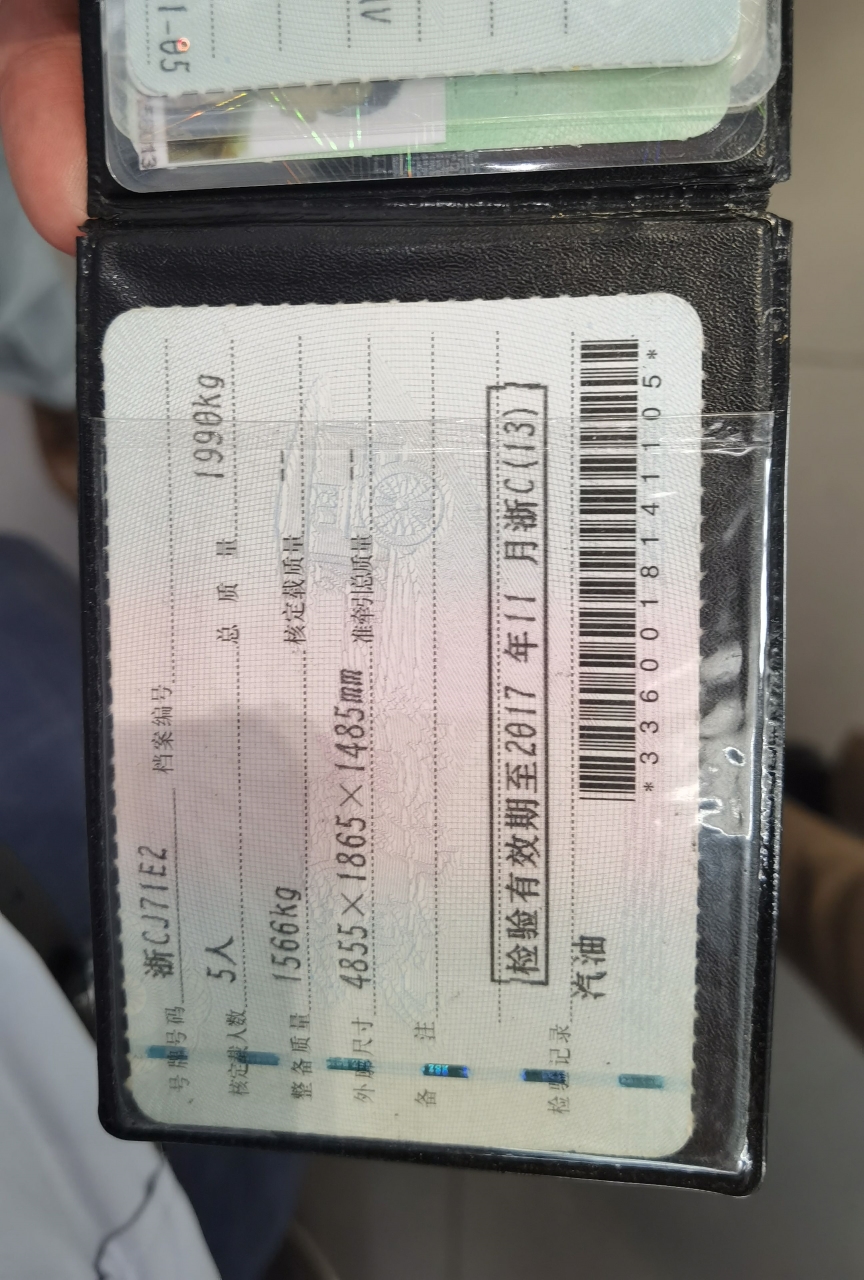 号牌号码 浙CJ71E2 档案编号
核定载人数 5人 总质量 1990kg
整备质量 1566kg 核定载质量 --
外廓尺寸 4855×1865×1485mm 准牵引总质量 --
备注
检验有效期至2017年11月浙C(13)
检验记录
汽油
*3360018141105*
1-05